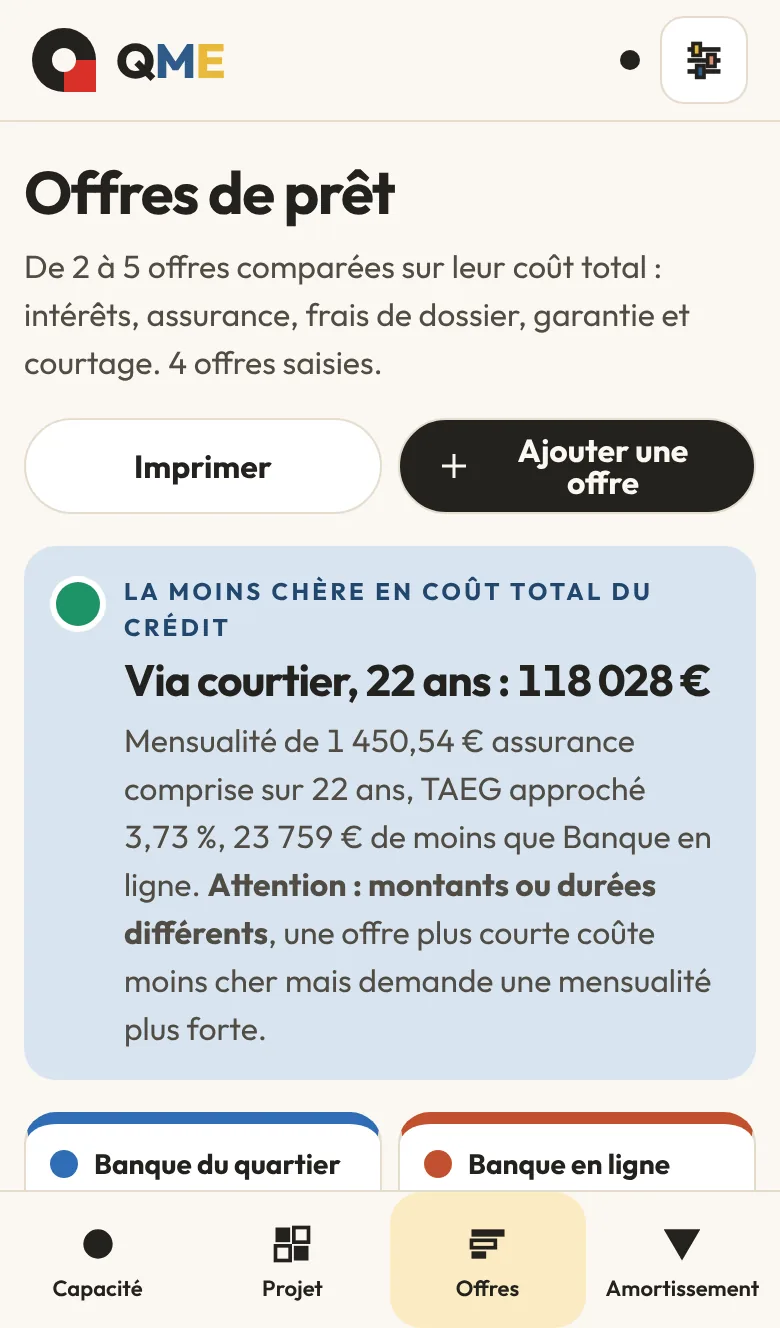 QME
Offres de prêt
De 2 à 5 offres comparées sur leur coût total :
intérêts, assurance, frais de dossier, garantie et
courtage. 4 offres saisies.
Imprimer
Ajouter une
offre
LA MOINS CHÈRE EN COÛT TOTAL DU
CRÉDIT
Via courtier, 22 ans : 118 028 €
Mensualité de 1 450,54 € assurance
comprise sur 22 ans, TAEG approché
3,73 %, 23 759 € de moins que Banque en
ligne. Attention : montants ou durées
différents, une offre plus courte coûte
moins cher mais demande une mensualité
plus forte.
Banque du quartier
Banque en ligne
Capacité
Projet
Offres
Amortissement